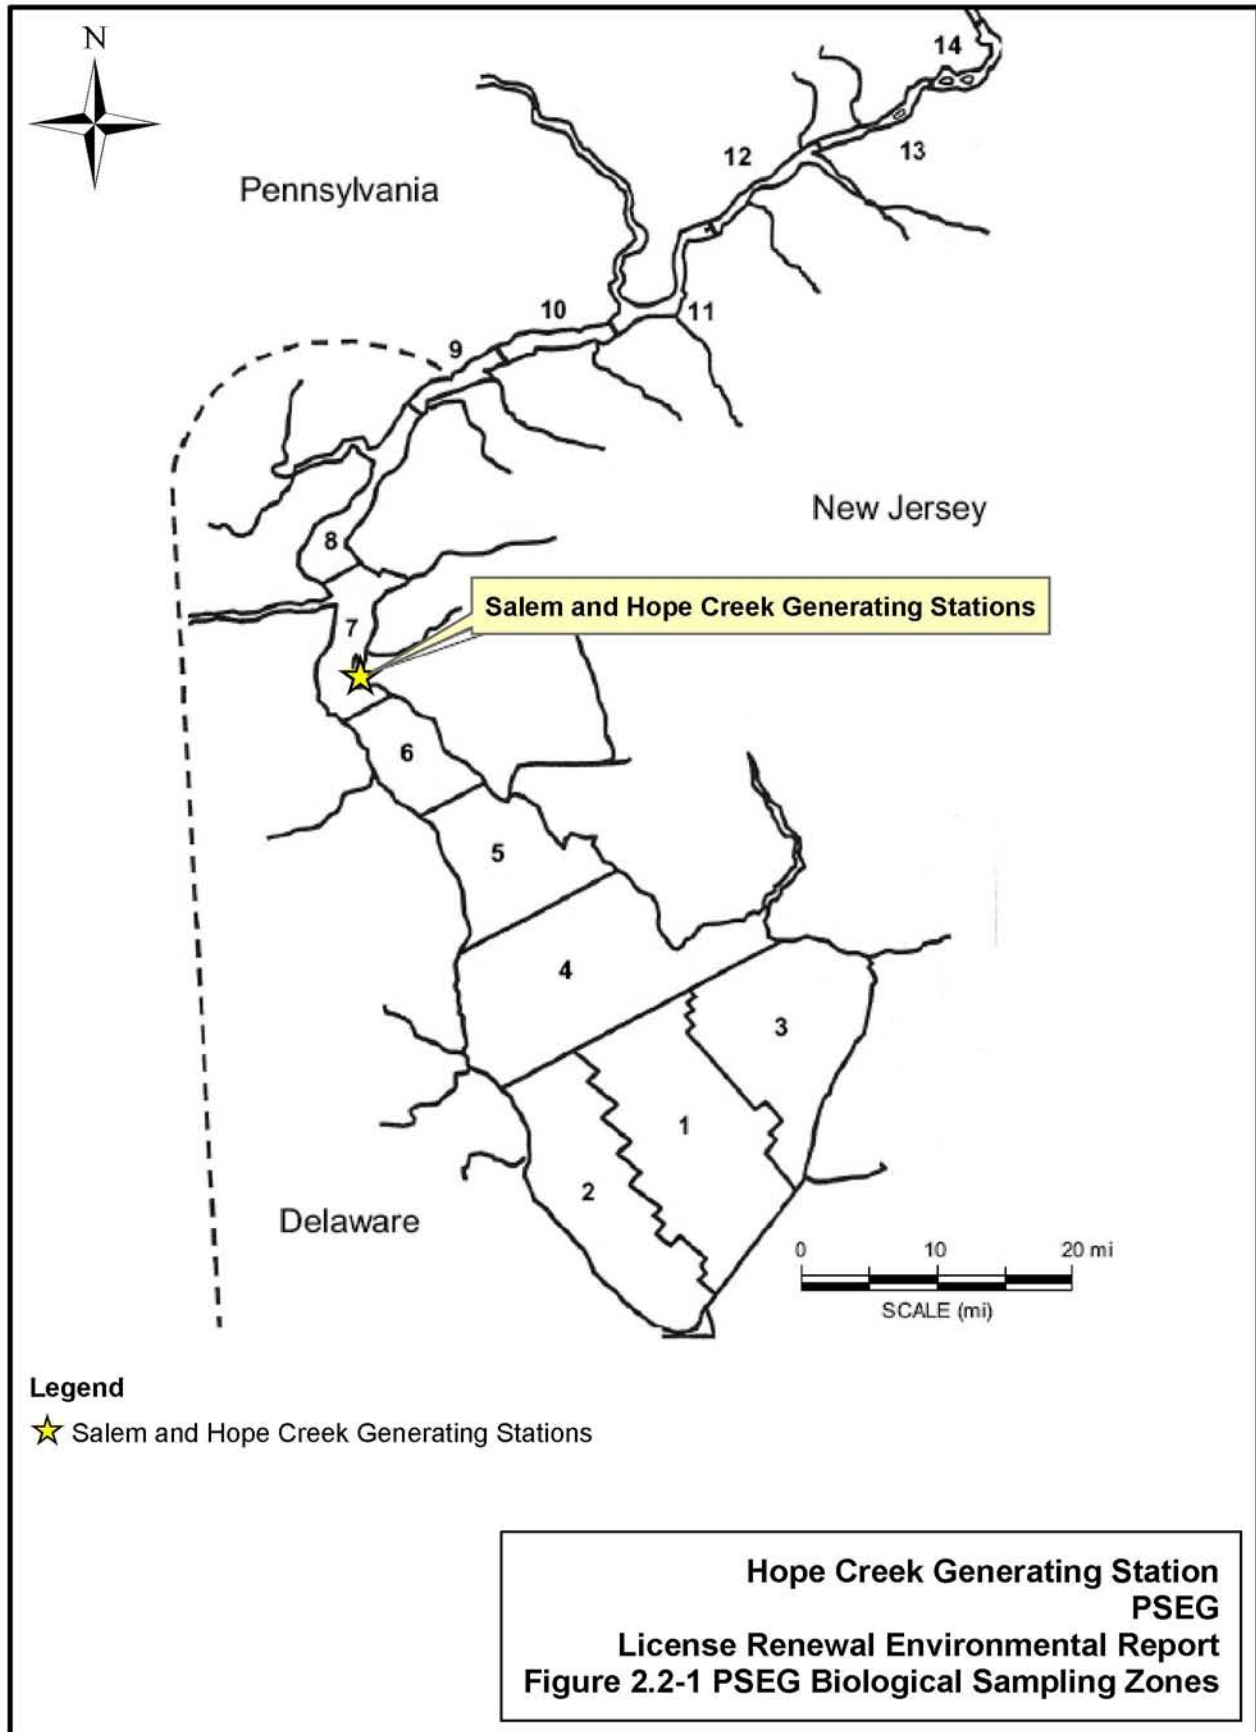 N
14
13
12
Pennsylvania
11
10
9
New Jersey
8
Salem and Hope Creek Generating Stations
7
6
5
4
3
1
2
Delaware
0 10 20 mi
SCALE (mi)
Legend
Salem and Hope Creek Generating Stations
Hope Creek Generating Station
PSEG
License Renewal Environmental Report
Figure 2.2-1 PSEG Biological Sampling Zones